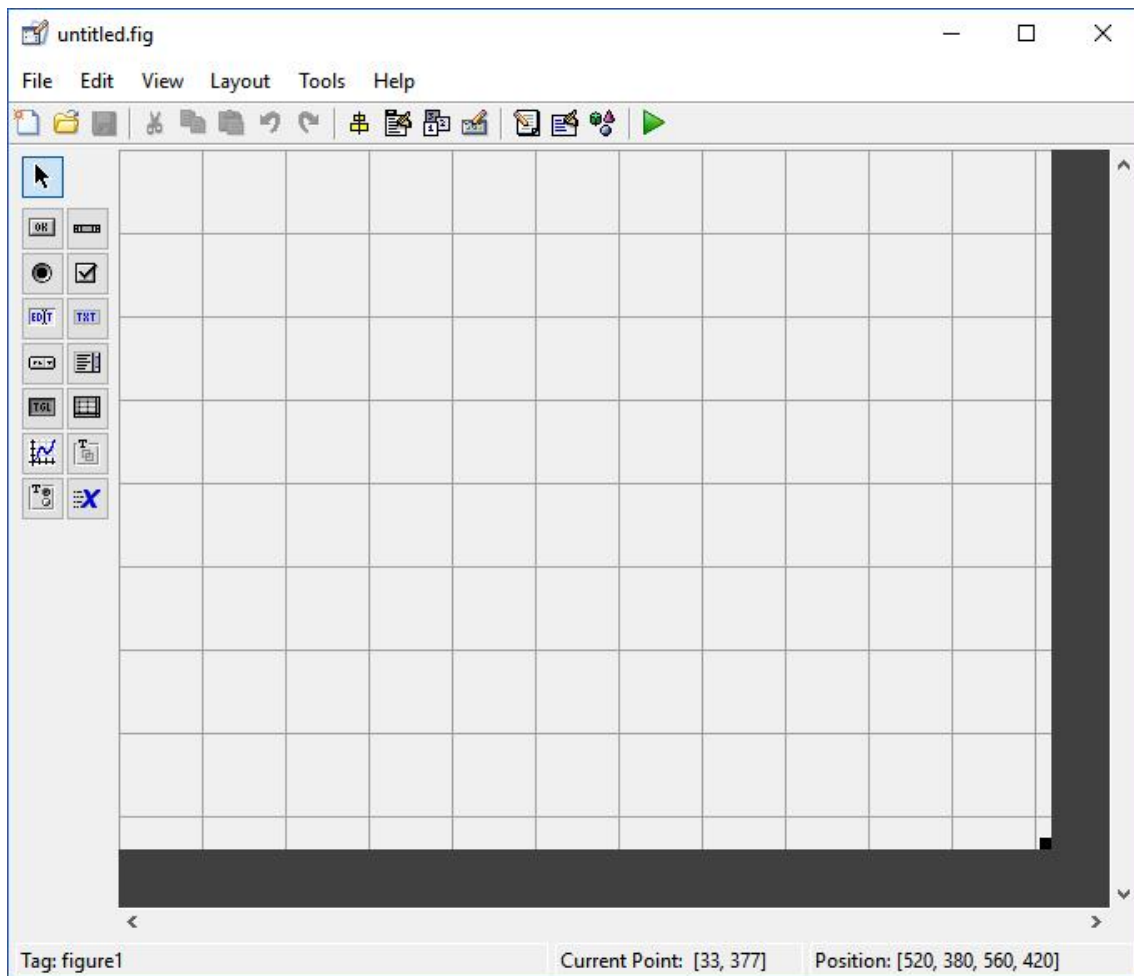 untitled.fig
File Edit View Layout Tools Help
OK
EDIT TXT
TGL
T
T X
Tag: figure1 Current Point: [33, 377] Position: [520, 380, 560, 420]